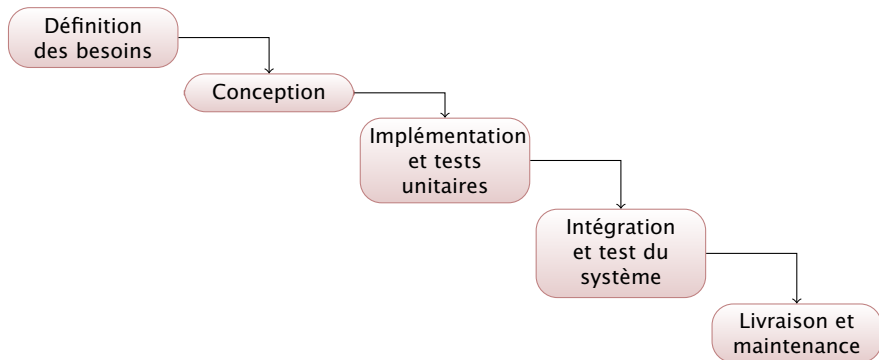 Définition
des besoins
Conception
Implémentation
et tests
unitaires
Intégration
et test du
système
Livraison et
maintenance